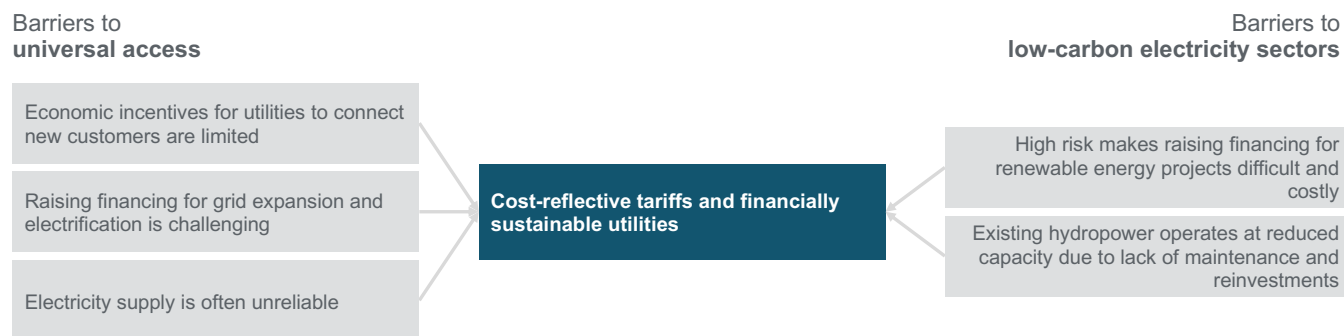 Barriers to
universal access
Economic incentives for utilities to connect
new customers are limited
Raising financing for grid expansion and
electrification is challenging
Electricity supply is often unreliable
Cost-reflective tariffs and financially
sustainable utilities
Barriers to
low-carbon electricity sectors
High risk makes raising financing for
renewable energy projects difficult and
costly
Existing hydropower operates at reduced
capacity due to lack of maintenance and
reinvestments